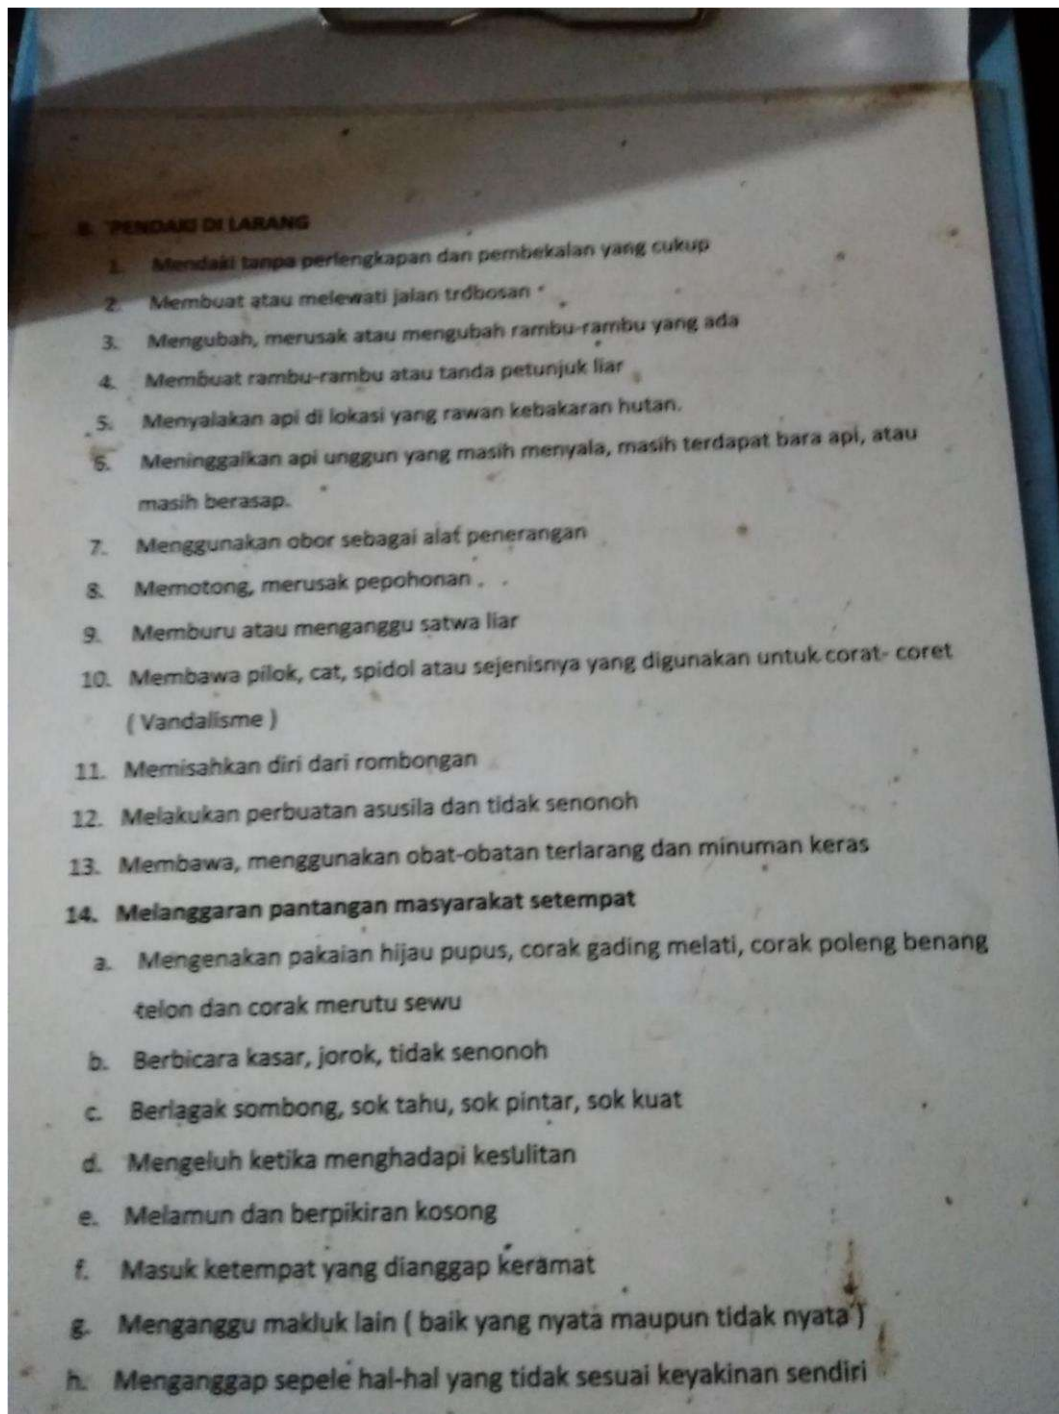 B. PENDAKI DI LARANG
1. Mendaki tanpa perlengkapan dan pembekalan yang cukup
2. Membuat atau melewati jalan trobosan
3. Mengubah, merusak atau mengubah rambu-rambu yang ada
4. Membuat rambu-rambu atau tanda petunjuk liar
5. Menyalakan api di lokasi yang rawan kebakaran hutan.
6. Meninggalkan api unggun yang masih menyala, masih terdapat bara api, atau
masih berasap.
7. Menggunakan obor sebagai alat penerangan
8. Memotong, merusak pepohonan .
9. Memburu atau menganggu satwa liar
10. Membawa pilok, cat, spidol atau sejenisnya yang digunakan untuk corat- coret
( Vandalisme )
11. Memisahkan diri dari rombongan
12. Melakukan perbuatan asusila dan tidak senonoh
13. Membawa, menggunakan obat-obatan terlarang dan minuman keras
14. Melanggaran pantangan masyarakat setempat
a. Mengenakan pakaian hijau pupus, corak gading melati, corak poleng benang
telon dan corak merutu sewu
b. Berbicara kasar, jorok, tidak senonoh
c. Berlagak sombong, sok tahu, sok pintar, sok kuat
d. Mengeluh ketika menghadapi kesulitan
e. Melamun dan berpikiran kosong
f. Masuk ketempat yang dianggap keramat
g. Menganggu makluk lain ( baik yang nyata maupun tidak nyata )
h. Menganggap sepele hal-hal yang tidak sesuai keyakinan sendiri